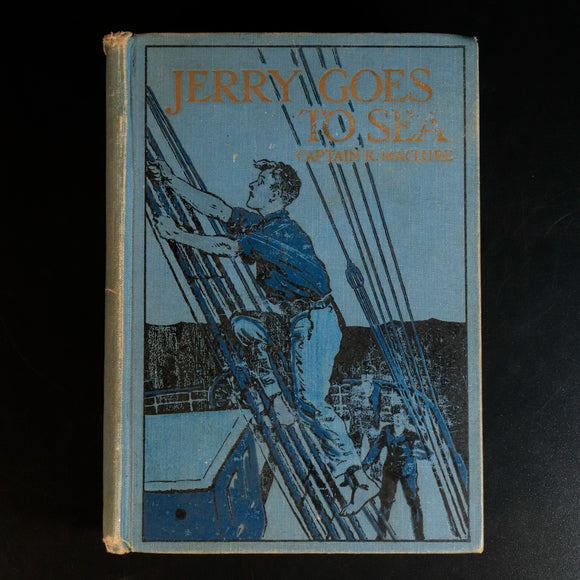 JERRY GOES
TO SEA
CAPTAIN K. MACLURE